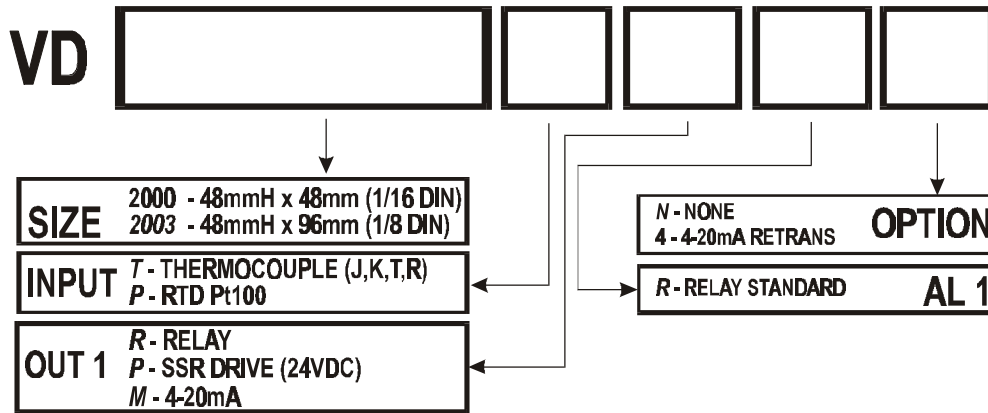 VD
SIZE
2000 - 48mmH x 48mm (1/16 DIN)
2003 - 48mmH x 96mm (1/8 DIN)
INPUT
T - THERMOCOUPLE (J,K,T,R)
P - RTD Pt100
OUT 1
R - RELAY
P - SSR DRIVE (24VDC)
M - 4-20mA
N - NONE
4 - 4-20mA RETRANS
OPTION
R - RELAY STANDARD
AL 1